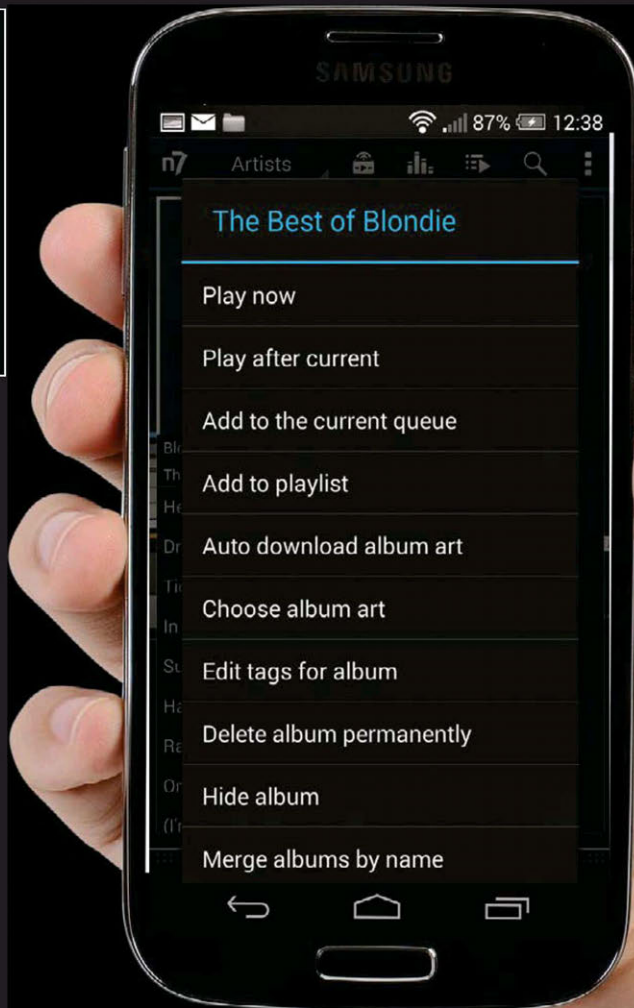 SAMSUNG
87% 12:38
n7 Artists
The Best of Blondie
Play now
Play after current
Add to the current queue
Add to playlist
Auto download album art
Choose album art
Edit tags for album
Delete album permanently
Hide album
Merge albums by name